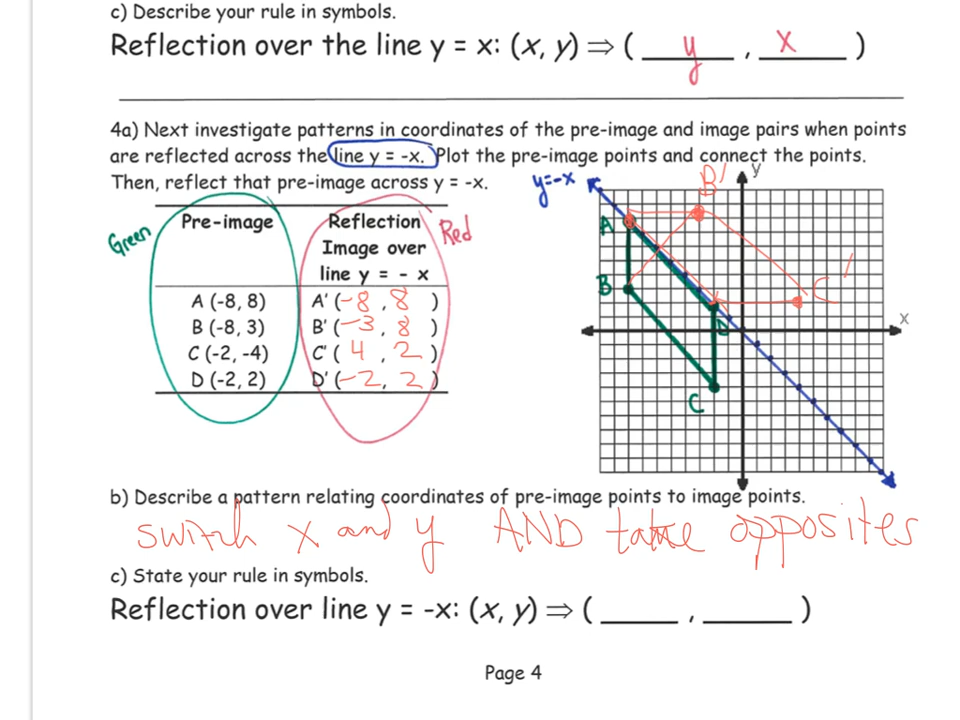 c) Describe your rule in symbols.
Reflection over the line y = x: (x, y) ⇒ ( y , x )
4a) Next investigate patterns in coordinates of the pre-image and image pairs when points
are reflected across the line y = -x. Plot the pre-image points and connect the points.
Then, reflect that pre-image across y = -x.
y=-x
B'
y
Green
Pre-image
Reflection
Image over
line y = - x
Red
A
B
C'
D
x
C
A (-8, 8) A' (-8, 8)
B (-8, 3) B' (-3, 8)
C (-2, -4) C' (4, 2)
D (-2, 2) D' (-2, 2)
b) Describe a pattern relating coordinates of pre-image points to image points.
switch x and y AND take opposites
c) State your rule in symbols.
Reflection over line y = -x: (x, y) ⇒ (_____, _____)
Page 4